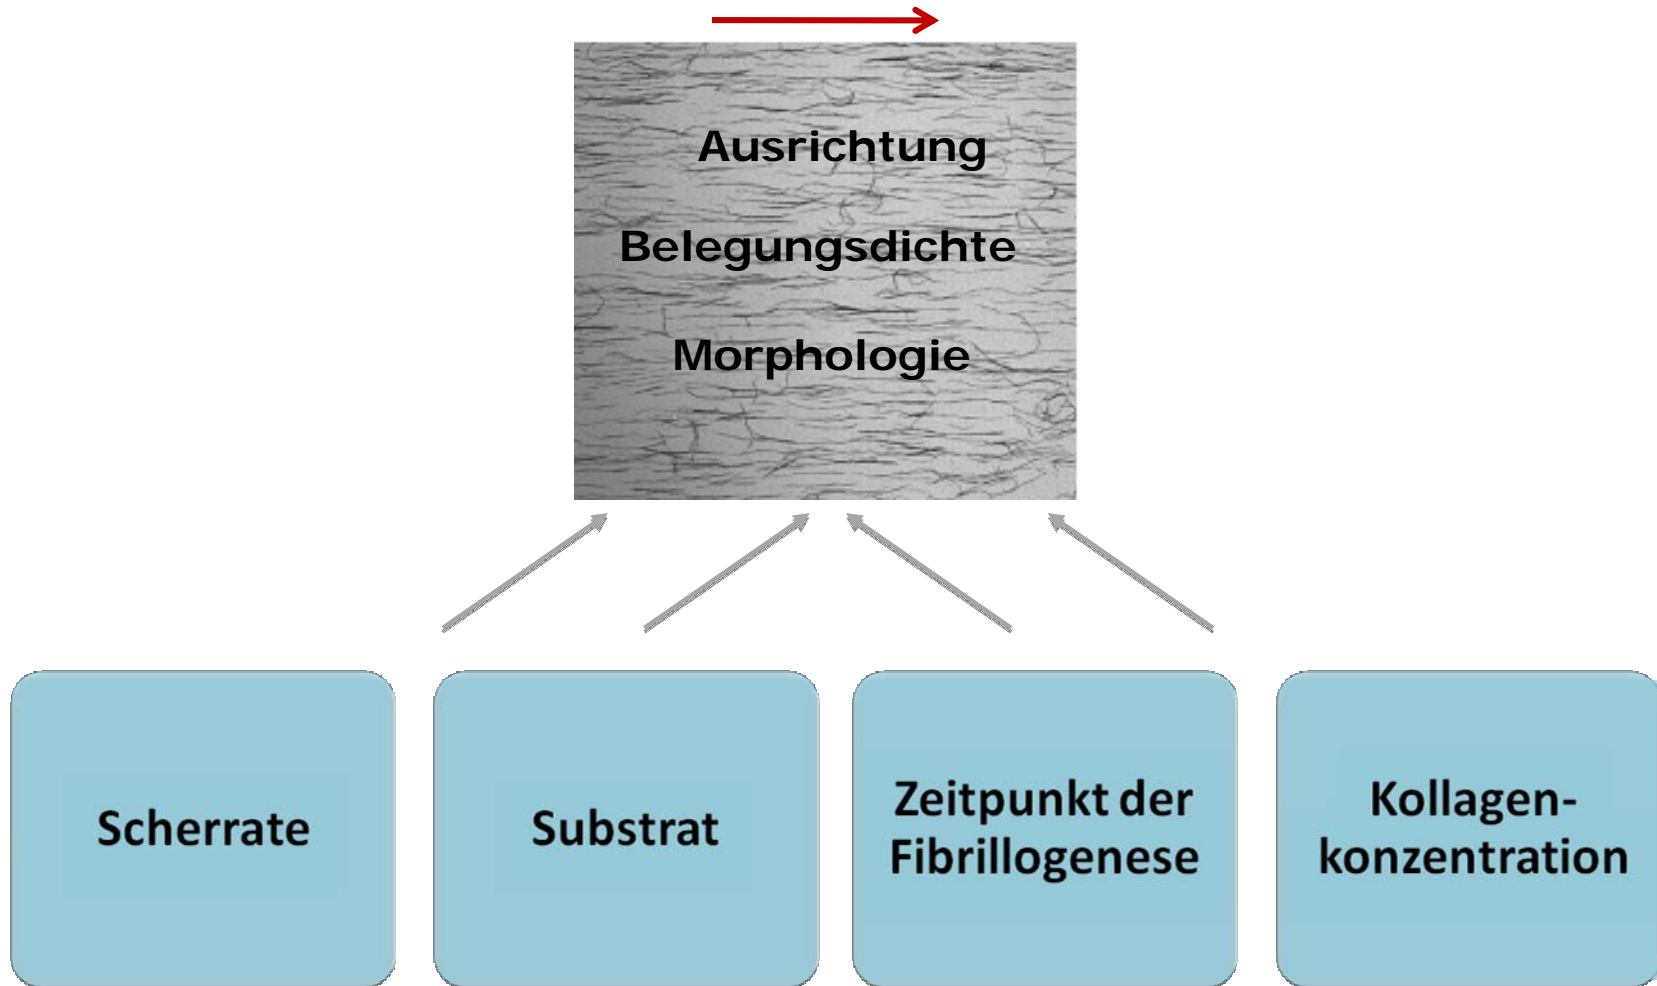 Ausrichtung
Belegungsdichte
Morphologie
Scherrate
Substrat
Zeitpunkt der
Fibrillogenese
Kollagen-
konzentration